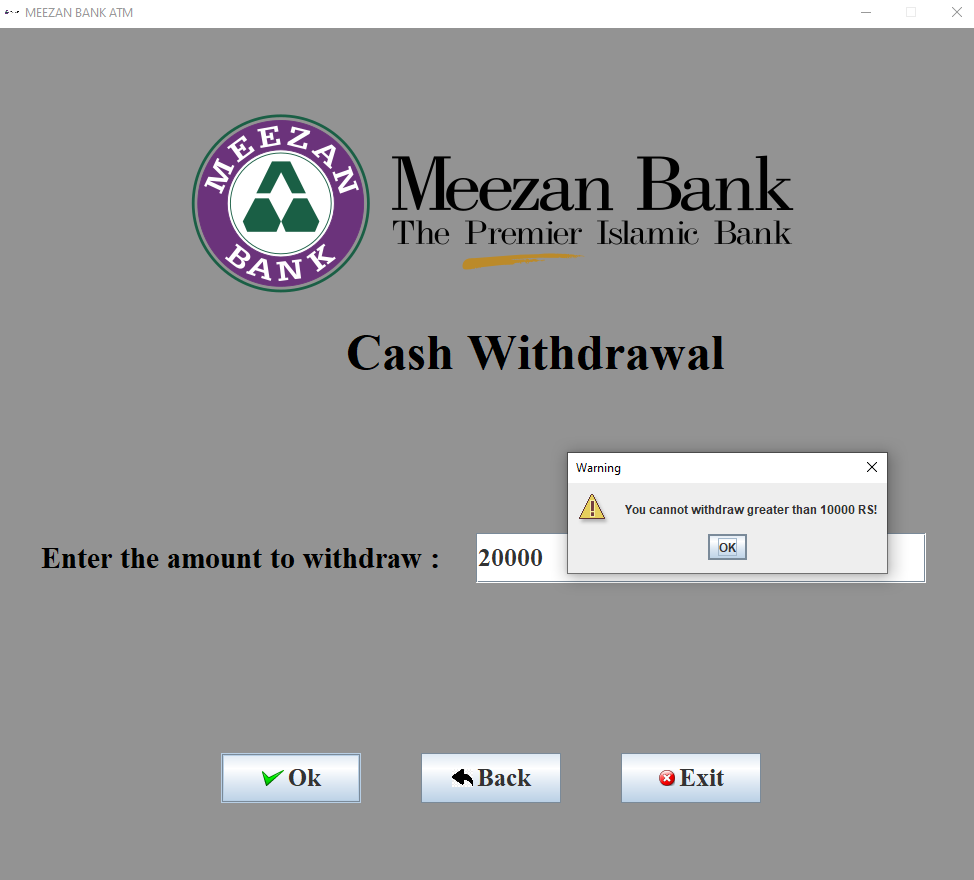 MEEZAN BANK ATM
MEEZAN
BANK
Meezan Bank
The Premier Islamic Bank
Cash Withdrawal
Warning
You cannot withdraw greater than 10000 RS!
OK
Enter the amount to withdraw : 20000
Ok Back Exit